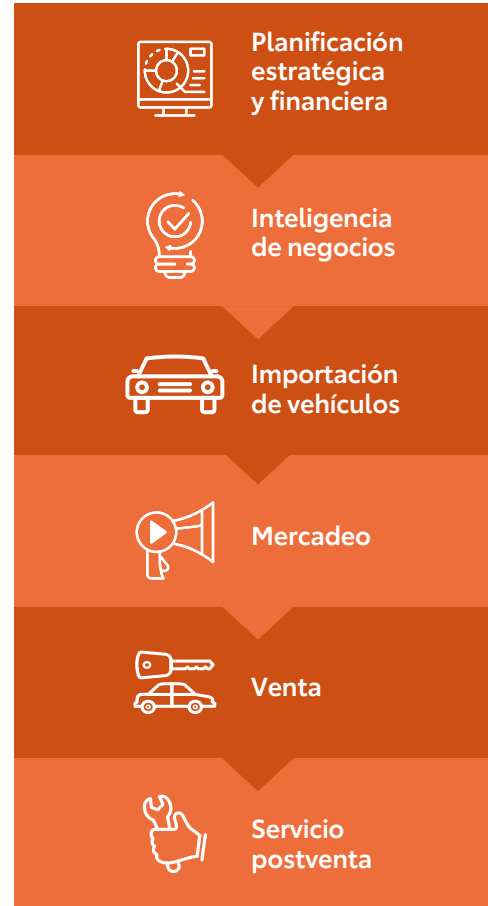 Planificación
estratégica
y financiera
Inteligencia
de negocios
Importación
de vehículos
Mercadeo
Venta
Servicio
postventa